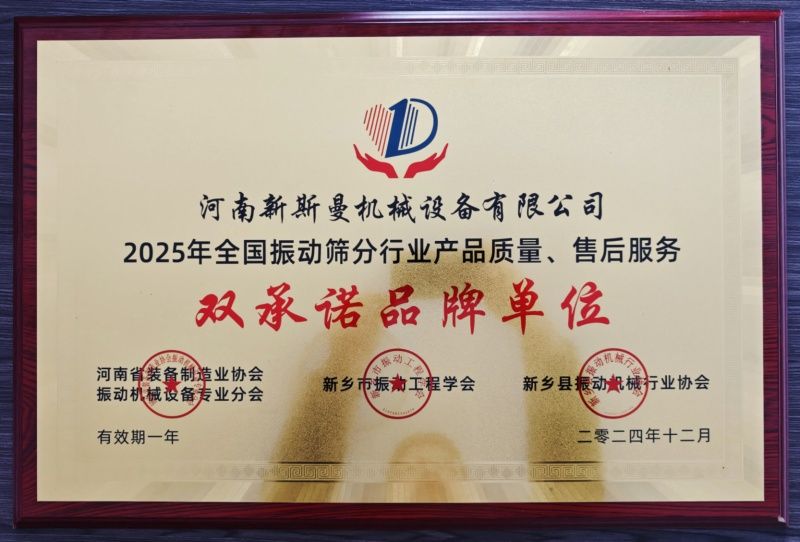 河南新斯曼机械设备有限公司
2025年全国振动筛分行业产品质量、售后服务
双承诺品牌单位
河南省装备制造业协会
振动机械设备专业分会
新乡市振动工程学会
新乡县振动机械行业协会
有效期一年
二零二四年十二月